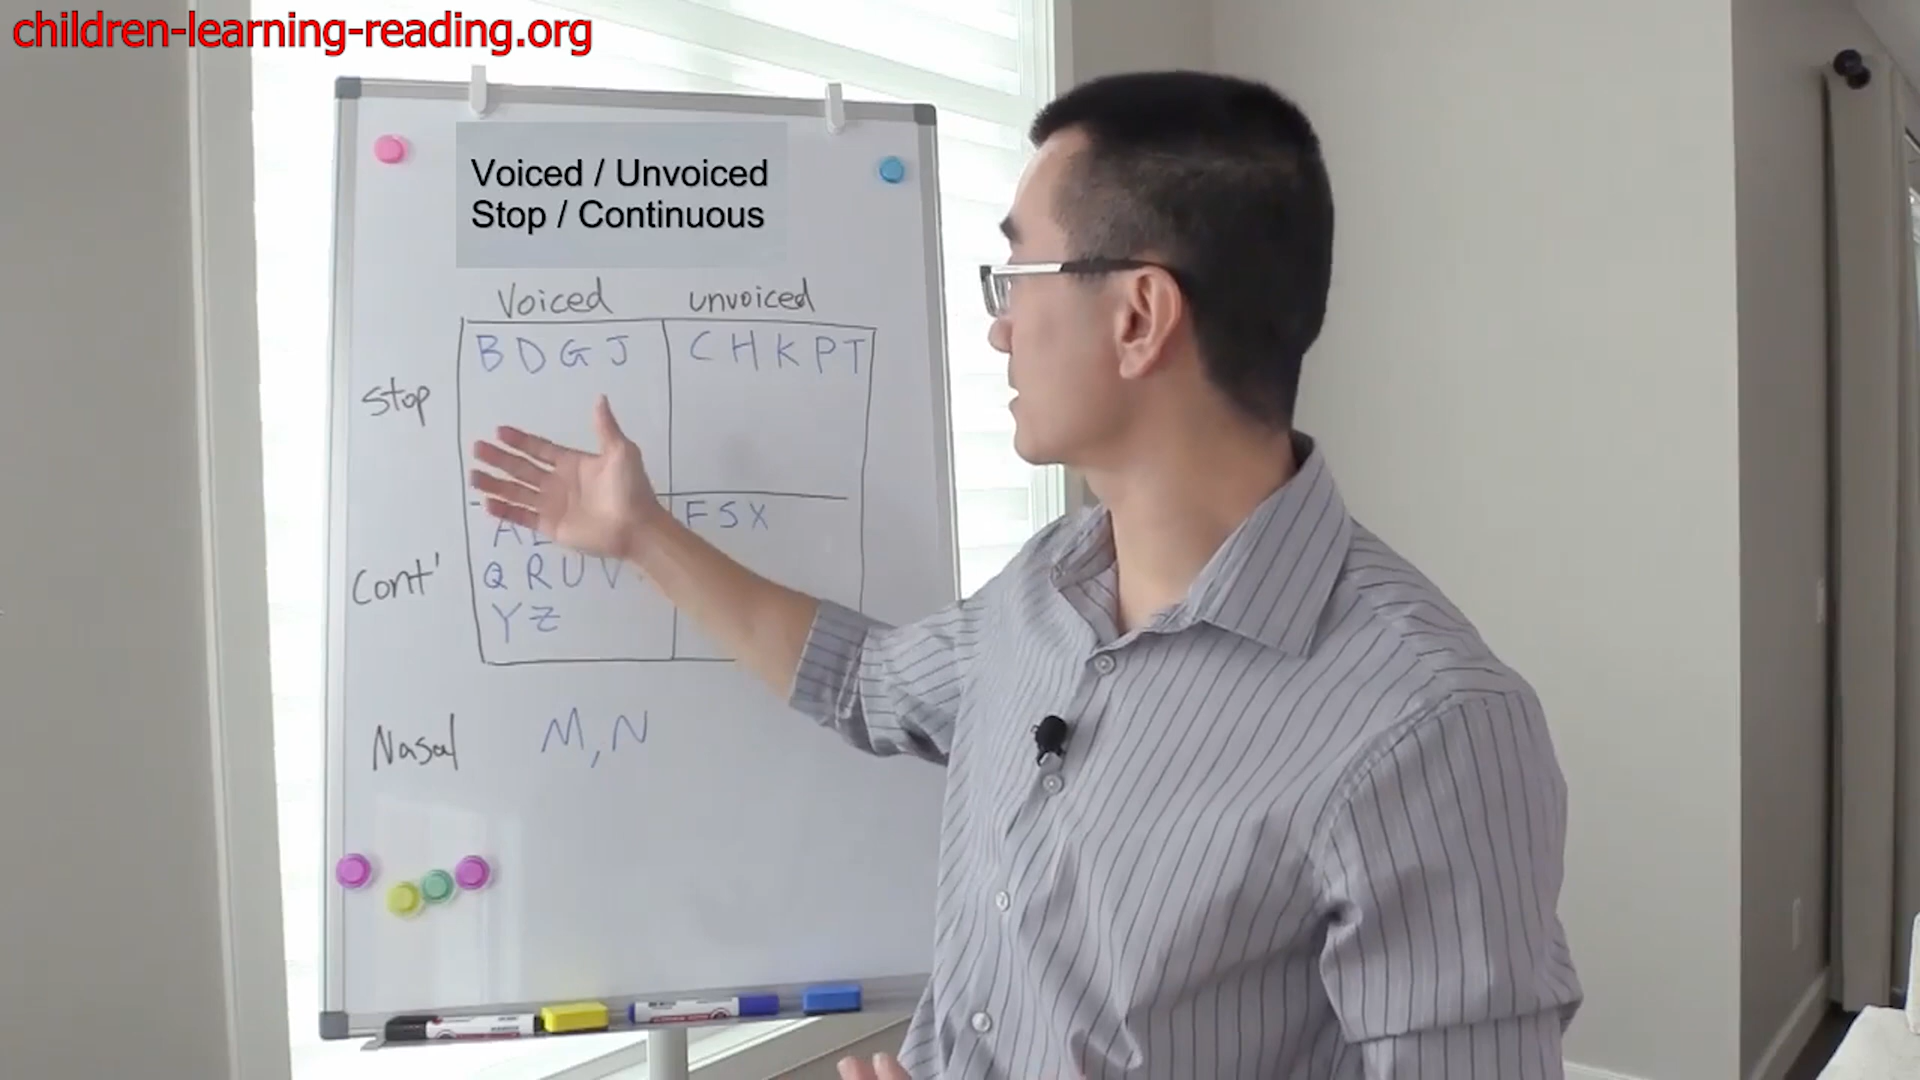 children-learning-reading.org
Voiced / Unvoiced
Stop / Continuous
Voiced unvoiced
Stop B D G J C H K P T
A F S X
Cont' Q R U V
Y Z
Nasal M, N